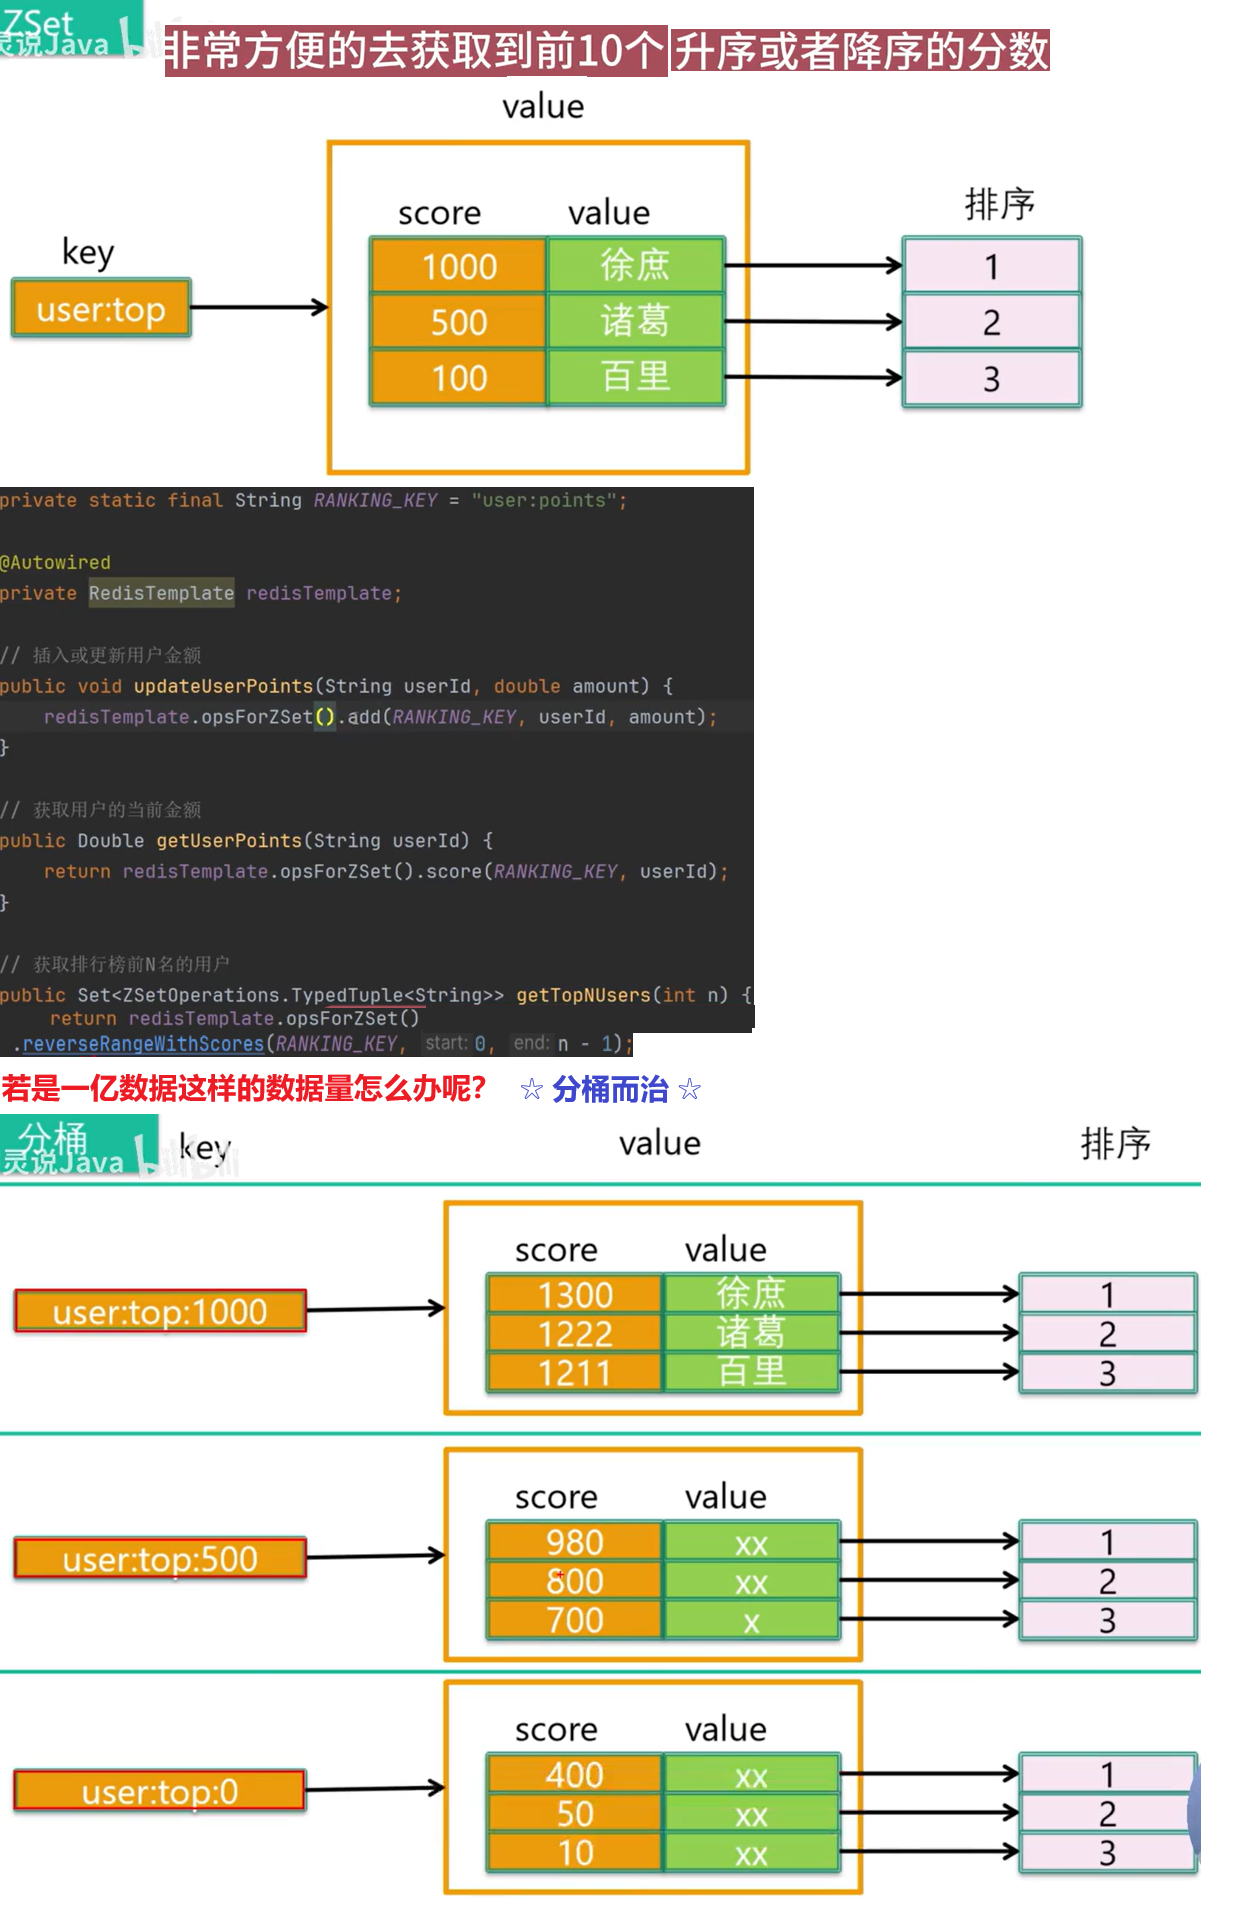 ZSet
灵说Java bili
非常方便的去获取到前10个 升序或者降序的分数
value
score value 排序
key
1000 徐庶 1
user:top
500 诸葛 2
100 百里 3
private static final String RANKING_KEY = "user:points";
@Autowired
private RedisTemplate redisTemplate;
// 插入或更新用户金额
public void updateUserPoints(String userId, double amount) {
redisTemplate.opsForZSet().add(RANKING_KEY, userId, amount);
}
// 获取用户的当前金额
public Double getUserPoints(String userId) {
return redisTemplate.opsForZSet().score(RANKING_KEY, userId);
}
// 获取排行榜前N名的用户
public Set<ZSetOperations.TypedTuple<String>> getTopNUsers(int n) {
return redisTemplate.opsForZSet()
.reverseRangeWithScores(RANKING_KEY, start: 0, end: n - 1);
若是一亿数据这样的数据量怎么办呢? ☆ 分桶而治 ☆
分桶 key value 排序
灵说Java bilibili
score value
1300 徐庶 1
user:top:1000
1222 诸葛 2
1211 百里 3
score value
980 xx 1
user:top:500
800 xx 2
700 x 3
score value
400 xx 1
user:top:0
50 xx 2
10 xx 3